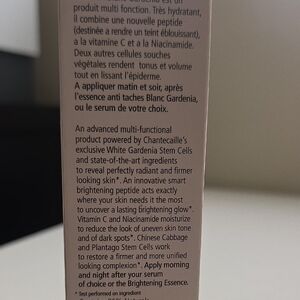 Gardenia est un
produit multi fonction. Très hydratant,
il combine une nouvelle peptide
(destinée a rendre un teint éblouissant),
a la vitamine C et a la Niacinamide.
Deux autres cellules souches
végétales rendent tonus et volume
tout en lissant l'épiderme.
A appliquer matin et soir, après
l'essence anti taches Blanc Gardenia,
ou le serum de votre choix.
An advanced multi-functional
product powered by Chantecaille's
exclusive White Gardenia Stem Cells
and state-of-the-art ingredients
to reveal perfectly radiant and firmer
looking skin*. An innovative smart
brightening peptide acts exactly
where your skin needs it the most
to uncover a lasting brightening glow*.
Vitamin C and Niacinamide moisturize
to reduce the look of uneven skin tone
and of dark spots*. Chinese Cabbage
and Plantago Stem Cells work
to restore a firmer and more unified
looking complexion*. Apply morning
and night after your serum
of choice or the Brightening Essence.
* Test performed on ingredient